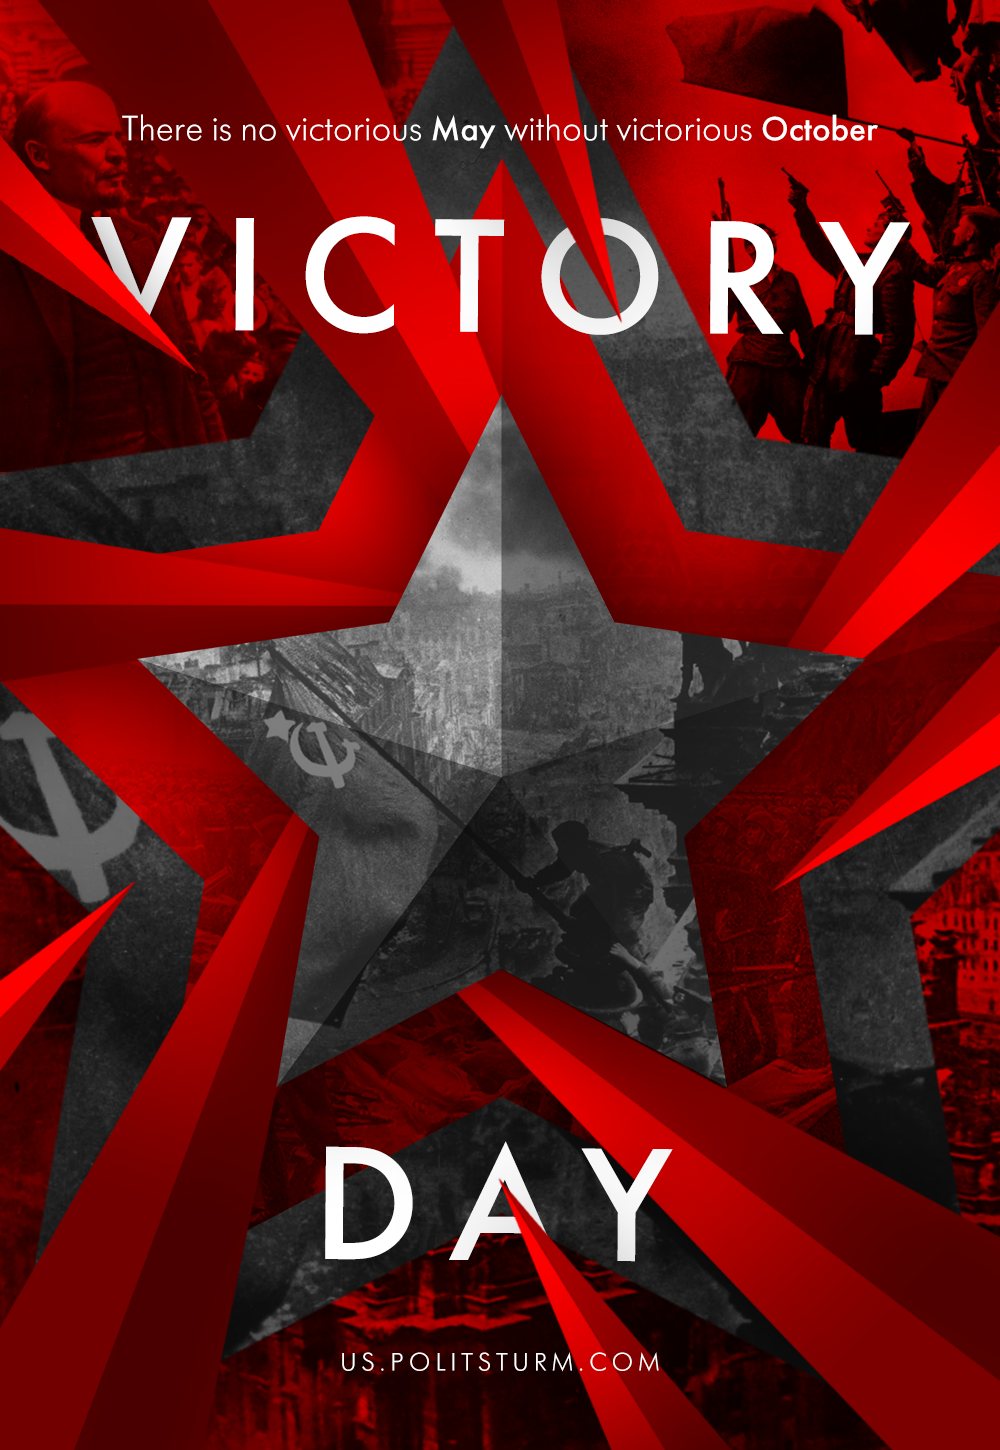 There is no victorious May without victorious October
VICTORY
DAY
US.POLITSTURM.COM